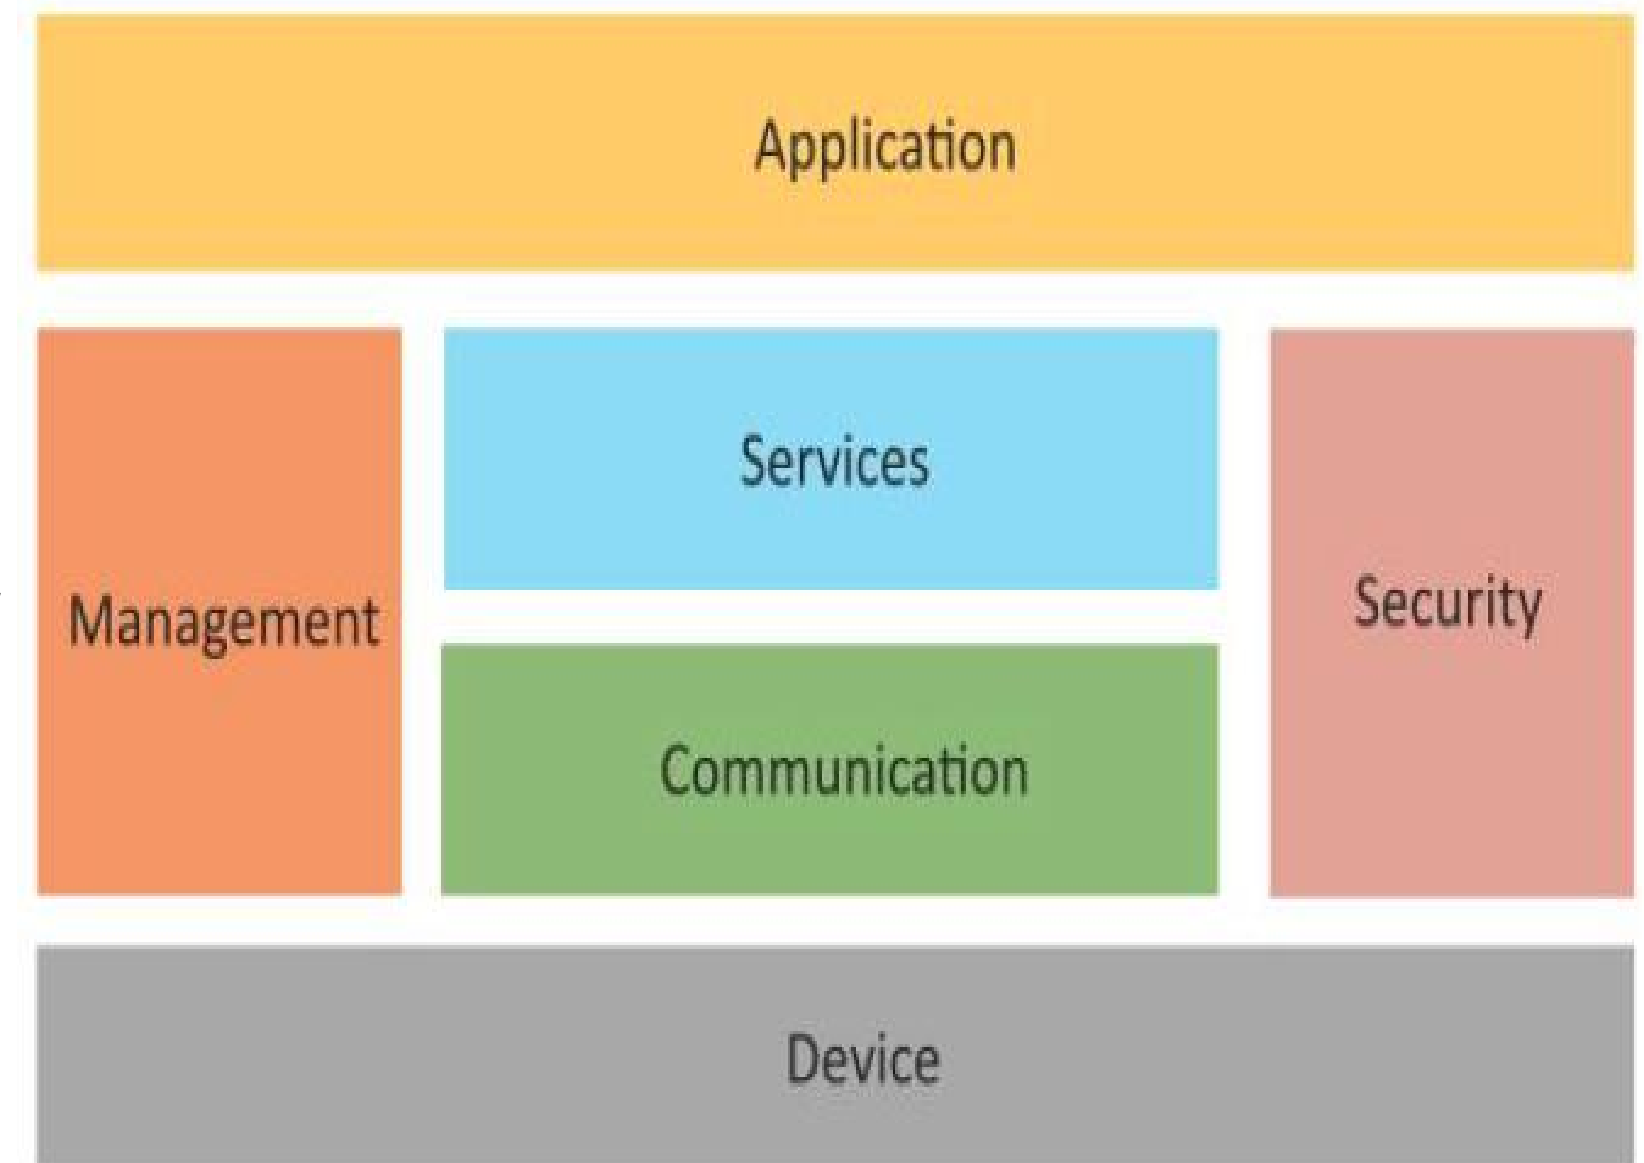 Application
Services
Management
Security
Communication
Device